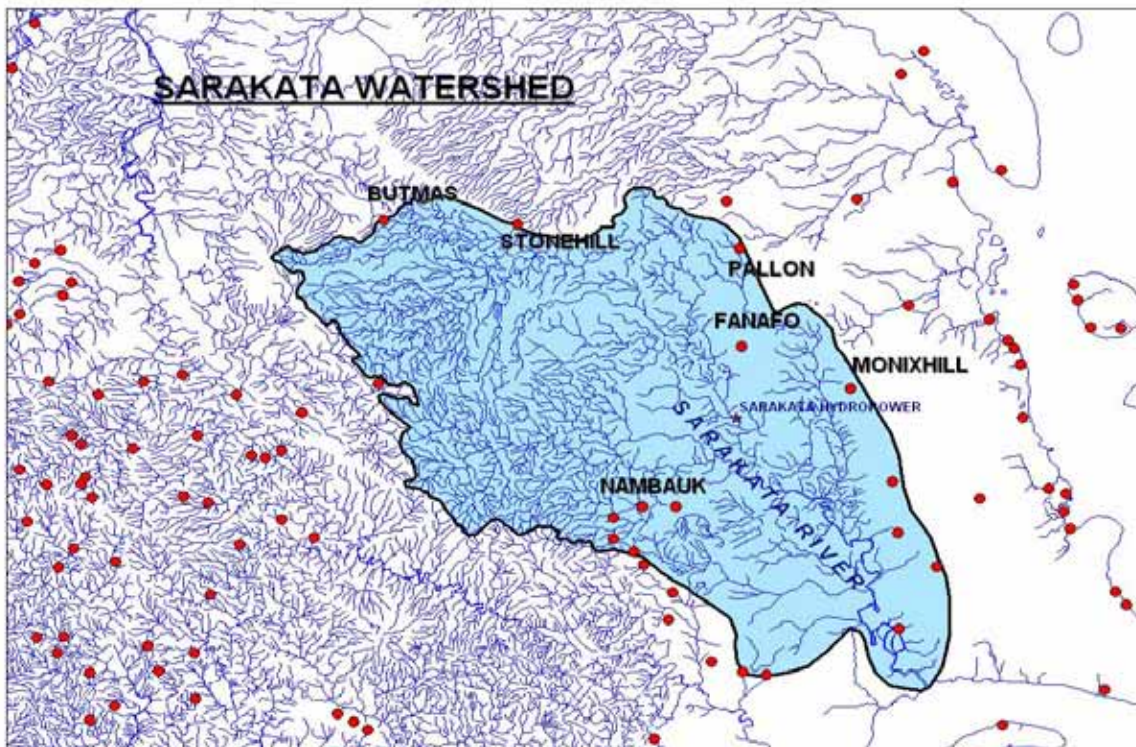 SARAKATA WATERSHED
BUTMAS
STONEHILL
PALLON
FANAFO
MONIXHILL
SARAKATA HYDROPOWER
SARAKATA RIVER
NAMBAUK